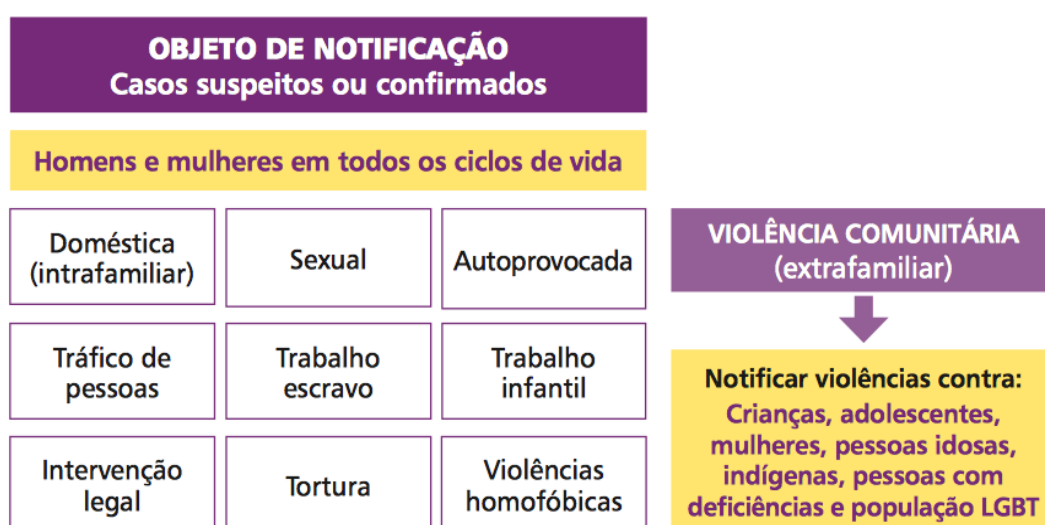 OBJETO DE NOTIFICAÇÃO
Casos suspeitos ou confirmados
Homens e mulheres em todos os ciclos de vida
Doméstica
(intrafamiliar)
Sexual
Autoprovocada
Tráfico de
pessoas
Trabalho
escravo
Trabalho
infantil
Intervenção
legal
Tortura
Violências
homofóbicas
VIOLÊNCIA COMUNITÁRIA
(extrafamiliar)
Notificar violências contra:
Crianças, adolescentes,
mulheres, pessoas idosas,
indígenas, pessoas com
deficiências e população LGBT